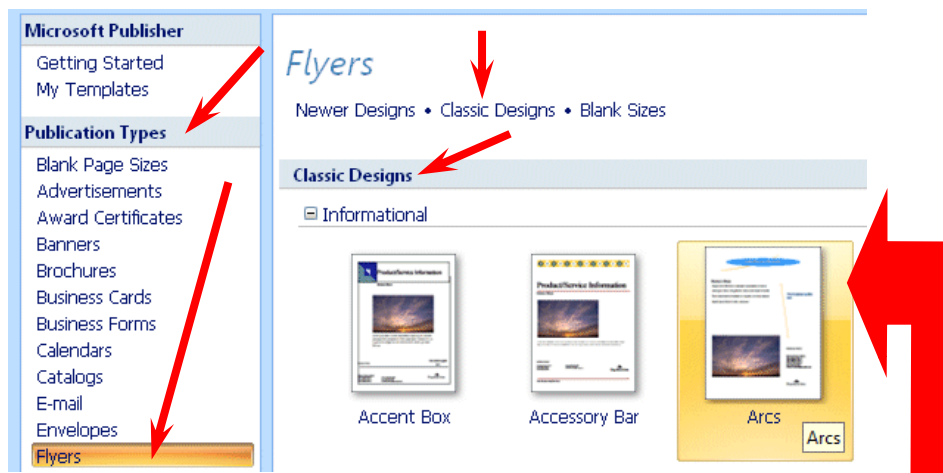 Microsoft Publisher
Getting Started
My Templates
Publication Types
Blank Page Sizes
Advertisements
Award Certificates
Banners
Brochures
Business Cards
Business Forms
Calendars
Catalogs
E-mail
Envelopes
Flyers
Flyers
Newer Designs • Classic Designs • Blank Sizes
Classic Designs
Informational
Product/Service Information
Product/Service Information
Accent Box
Accessory Bar
Arcs
Arcs